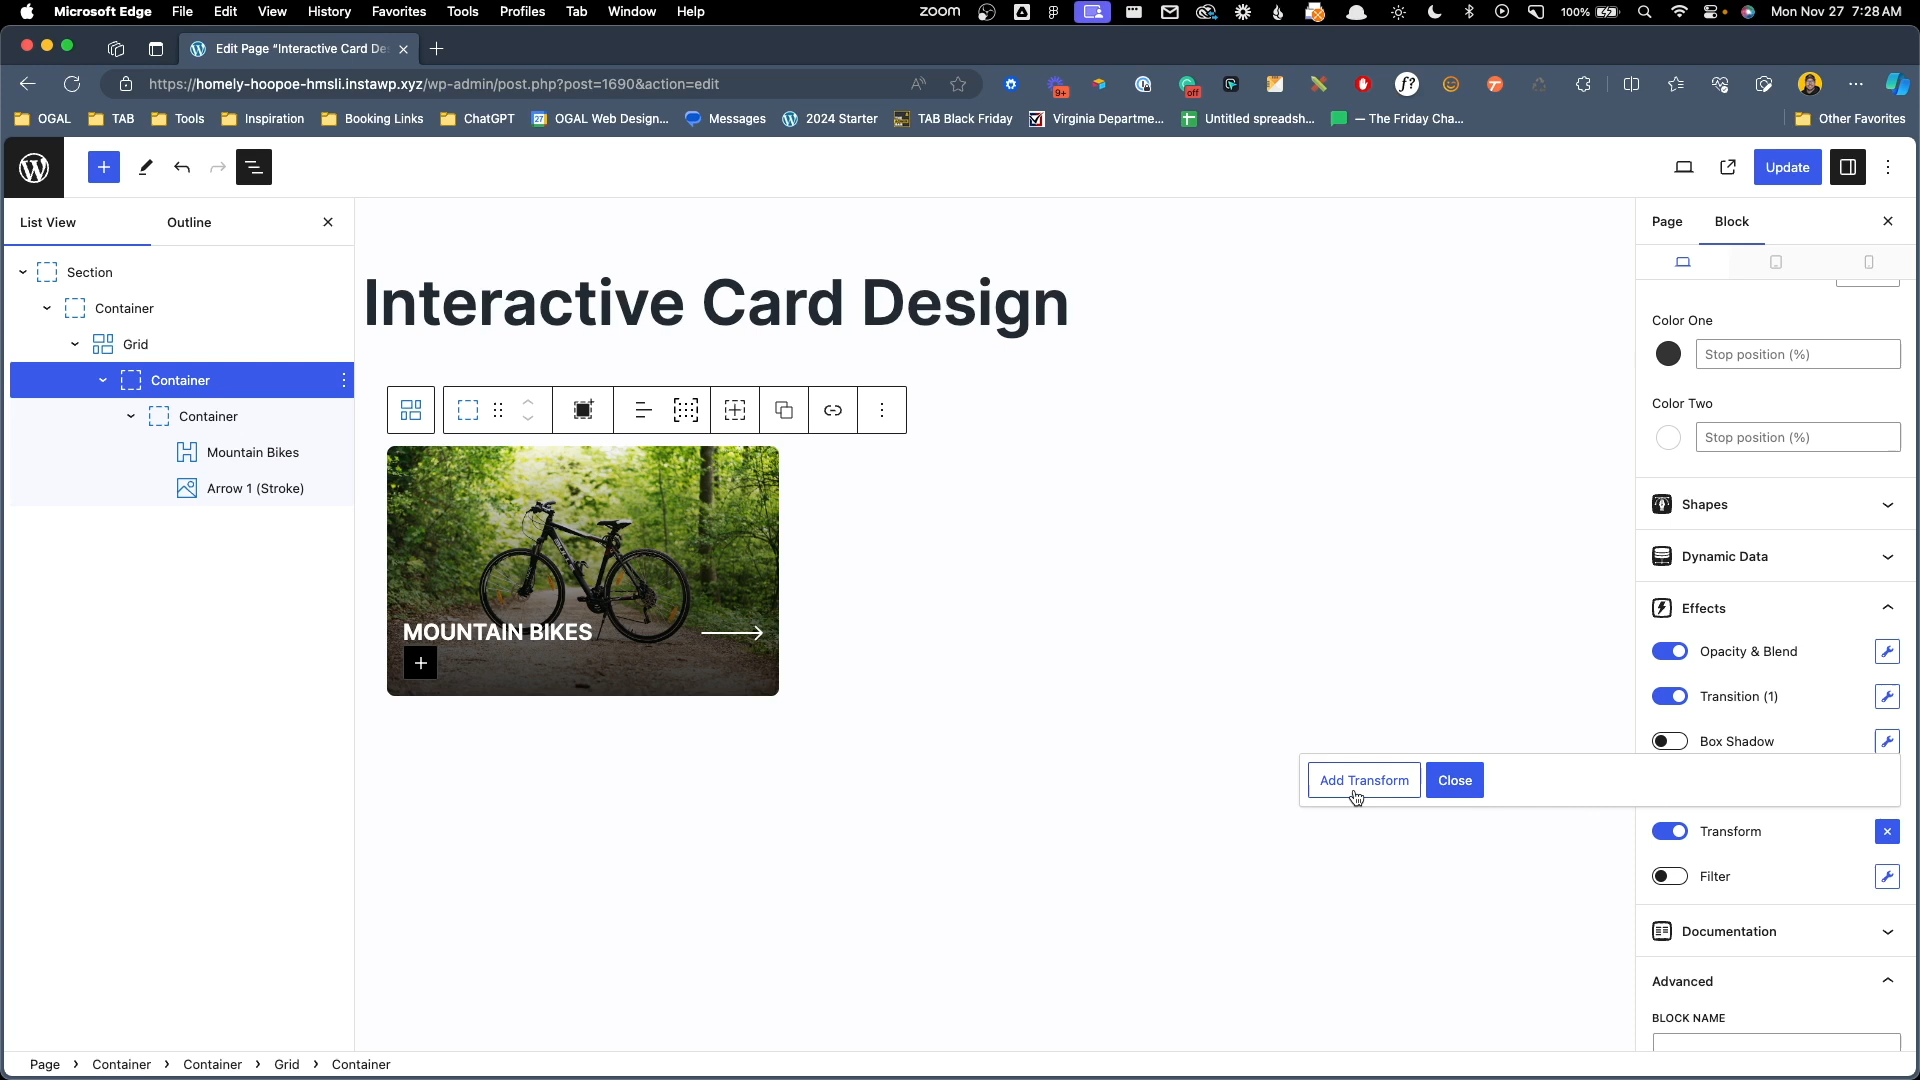 Microsoft Edge File Edit View History Favorites Tools Profiles Tab Window Help zoom 100% Mon Nov 27 7:28 AM
Edit Page "Interactive Card De
https://homely-hoopoe-hmsli.instawp.xyz/wp-admin/post.php?post=1690&action=edit
9+ off f?
OGAL TAB Tools Inspiration Booking Links ChatGPT 27 OGAL Web Design... Messages 2024 Starter TAB Black Friday Virginia Departme... Untitled spreadsh... — The Friday Cha... Other Favorites
Update
List View Outline
Page Block
Section
Container
Grid
Container
Container
Mountain Bikes
Arrow 1 (Stroke)
Interactive Card Design
MOUNTAIN BIKES
Color One
Stop position (%)
Color Two
Stop position (%)
Shapes
Dynamic Data
Effects
Opacity & Blend
Transition (1)
Box Shadow
Add Transform Close
Transform
Filter
Documentation
Advanced
BLOCK NAME
Page › Container › Container › Grid › Container